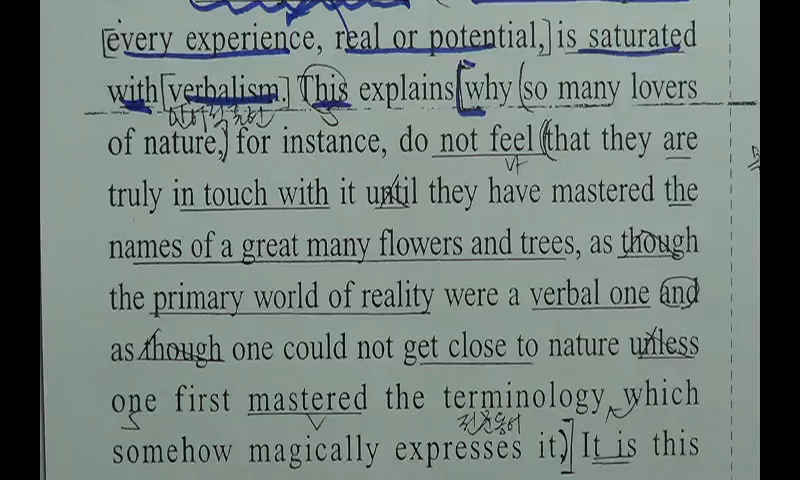 every experience, real or potential, is saturated
with verbalism. This explains why so many lovers
of nature, for instance, do not feel that they are
truly in touch with it until they have mastered the
names of a great many flowers and trees, as though
the primary world of reality were a verbal one and
as though one could not get close to nature unless
one first mastered the terminology which
전문용어
somehow magically expresses it. It is this